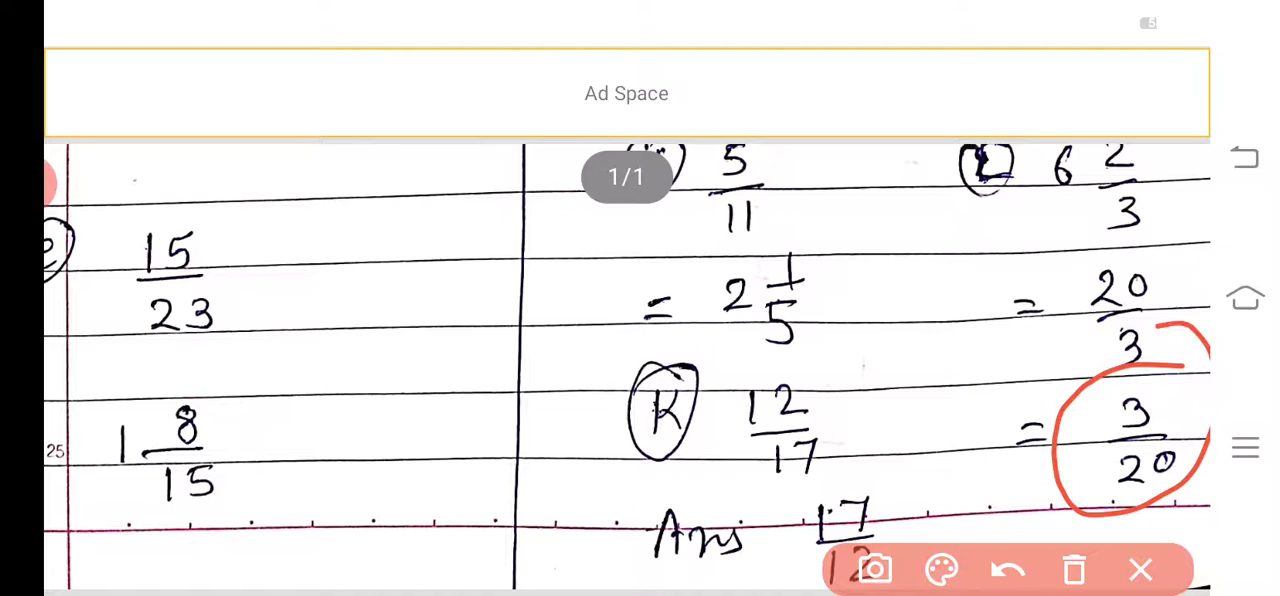 5
Ad Space
1/1
5/11
L 6 2/3
15/23
= 2 1/5
= 20/3
K 12/17
= 3/20
25
1 8/15
Ans 17/12